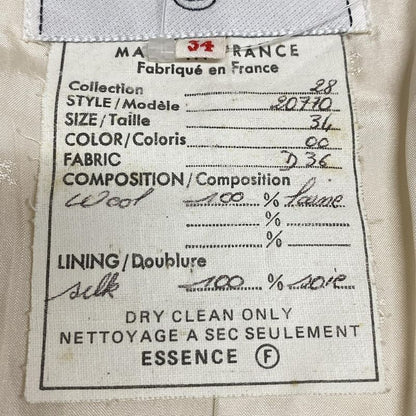 34
MA FRANCE
Fabriqué en France
Collection 28
STYLE/Modèle 20770
SIZE/Taille 34
COLOR/Coloris 00
FABRIC D36
COMPOSITION/Composition
Wool 100 % laine
%
%
LINING/Doublure
silk 100 % soie
DRY CLEAN ONLY
NETTOYAGE A SEC SEULEMENT
ESSENCE F